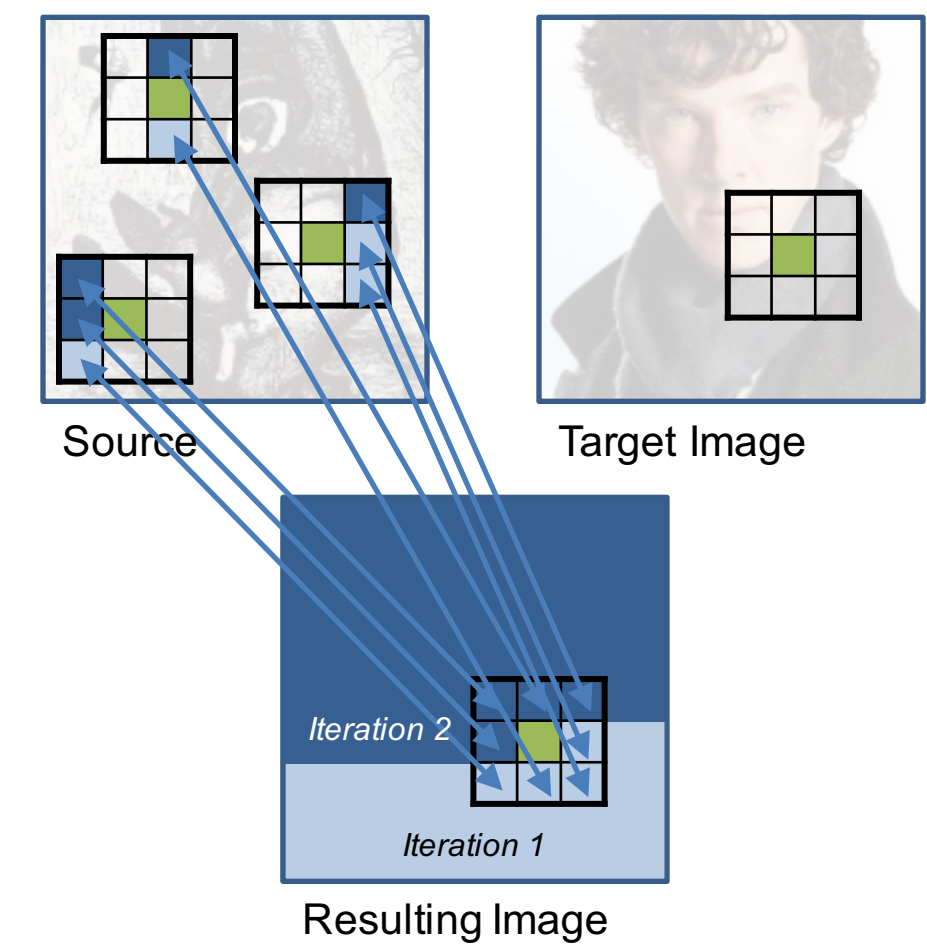 Source
Target Image
Iteration 2
Iteration 1
Resulting Image